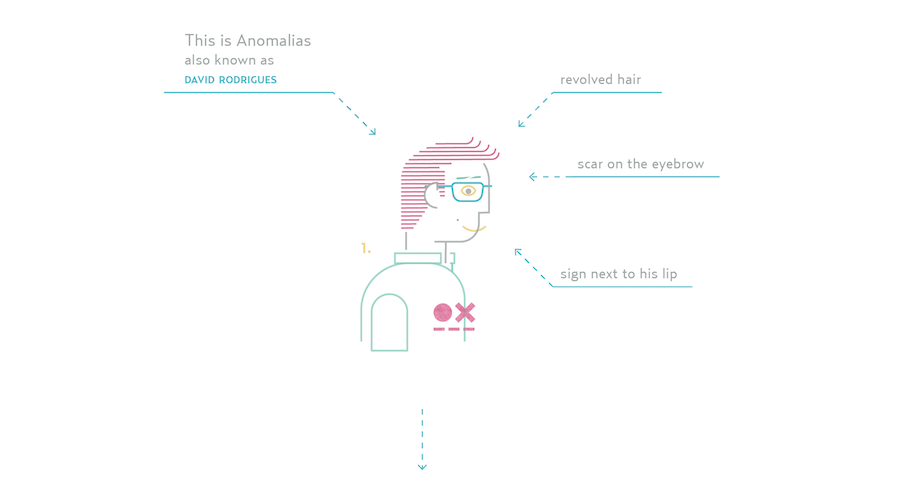 This is Anomalias
also known as
DAVID RODRIGUES
revolved hair
scar on the eyebrow
1.
sign next to his lip